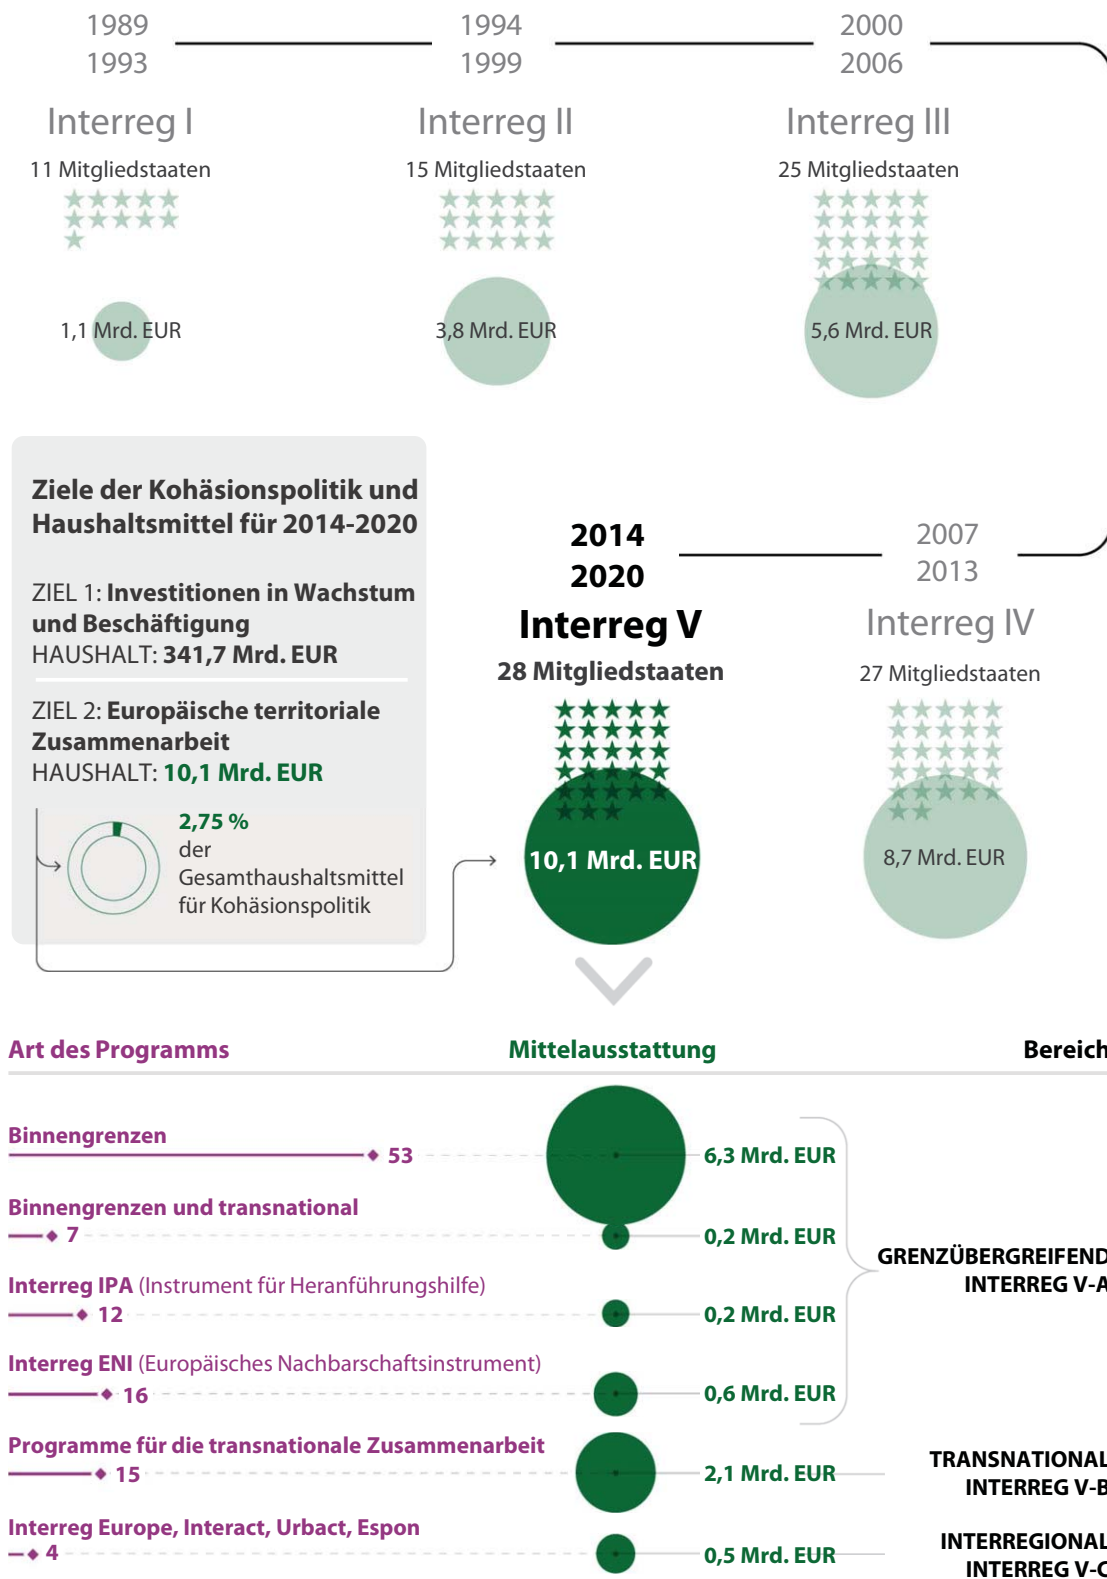 1989
1993
1994
1999
2000
2006
Interreg I
Interreg II
Interreg III
11 Mitgliedstaaten
15 Mitgliedstaaten
25 Mitgliedstaaten
1,1 Mrd. EUR
3,8 Mrd. EUR
5,6 Mrd. EUR
Ziele der Kohäsionspolitik und
Haushaltsmittel für 2014-2020
ZIEL 1: Investitionen in Wachstum
und Beschäftigung
HAUSHALT: 341,7 Mrd. EUR
ZIEL 2: Europäische territoriale
Zusammenarbeit
HAUSHALT: 10,1 Mrd. EUR
2,75 %
der
Gesamthaushaltsmittel
für Kohäsionspolitik
2014
2020
Interreg V
28 Mitgliedstaaten
10,1 Mrd. EUR
2007
2013
Interreg IV
27 Mitgliedstaaten
8,7 Mrd. EUR
Art des Programms
Mittelausstattung
Bereich
Binnengrenzen
53
6,3 Mrd. EUR
Binnengrenzen und transnational
7
0,2 Mrd. EUR
Interreg IPA (Instrument für Heranführungshilfe)
12
0,2 Mrd. EUR
Interreg ENI (Europäisches Nachbarschaftsinstrument)
16
0,6 Mrd. EUR
GRENZÜBERGREIFEND
INTERREG V-A
Programme für die transnationale Zusammenarbeit
15
2,1 Mrd. EUR
TRANSNATIONAL
INTERREG V-B
Interreg Europe, Interact, Urbact, Espon
4
0,5 Mrd. EUR
INTERREGIONAL
INTERREG V-C